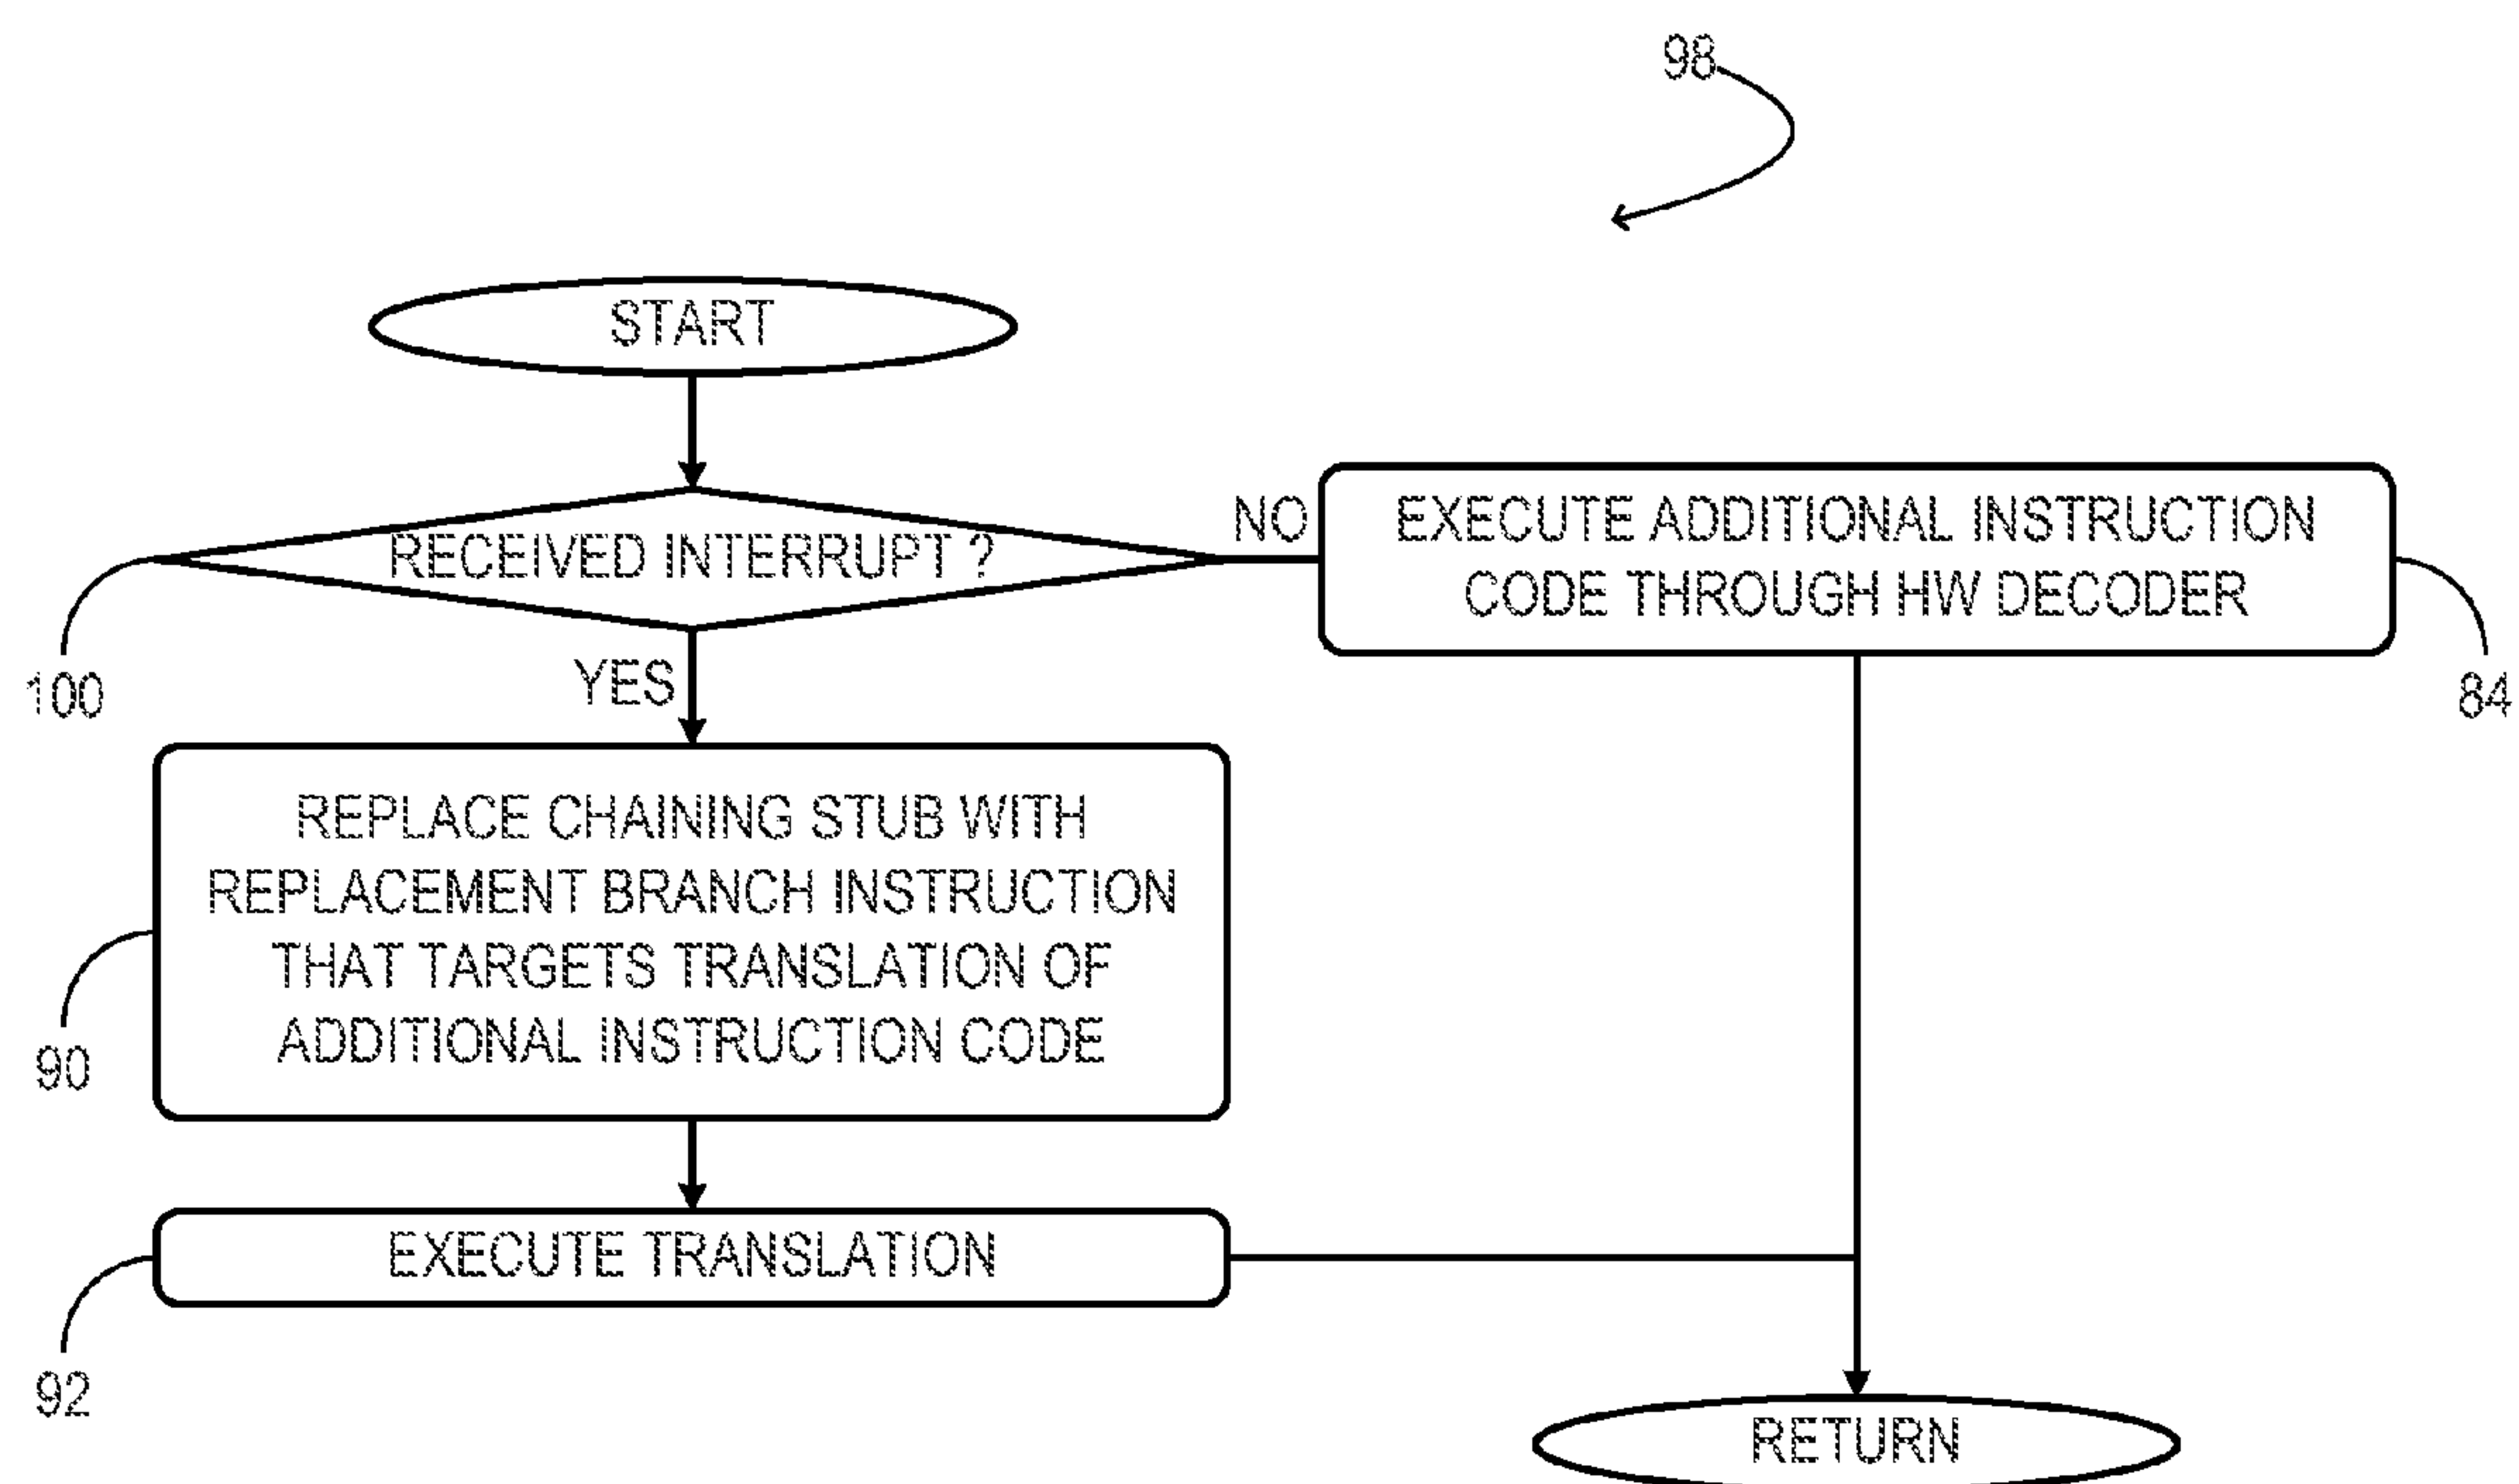 98
START
RECEIVED INTERRUPT ?
NO
EXECUTE ADDITIONAL INSTRUCTION
CODE THROUGH HW DECODER
100
YES
84
REPLACE CHAINING STUB WITH
REPLACEMENT BRANCH INSTRUCTION
THAT TARGETS TRANSLATION OF
ADDITIONAL INSTRUCTION CODE
90
EXECUTE TRANSLATION
92
RETURN